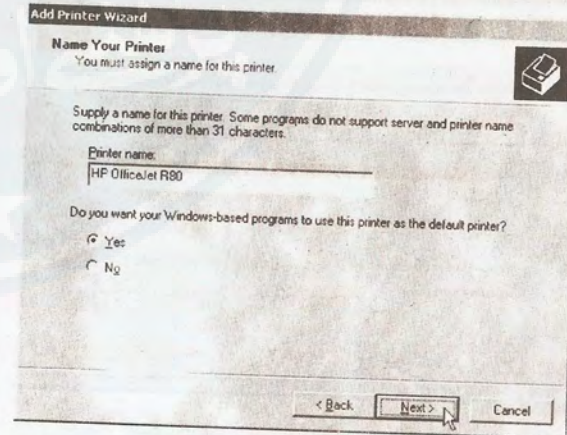 Add Printer Wizard
Name Your Printer
You must assign a name for this printer.
Supply a name for this printer. Some programs do not support server and printer name
combinations of more than 31 characters.
Printer name:
HP OfficeJet R80
Do you want your Windows-based programs to use this printer as the default printer?
Yes
No
< Back
Next >
Cancel